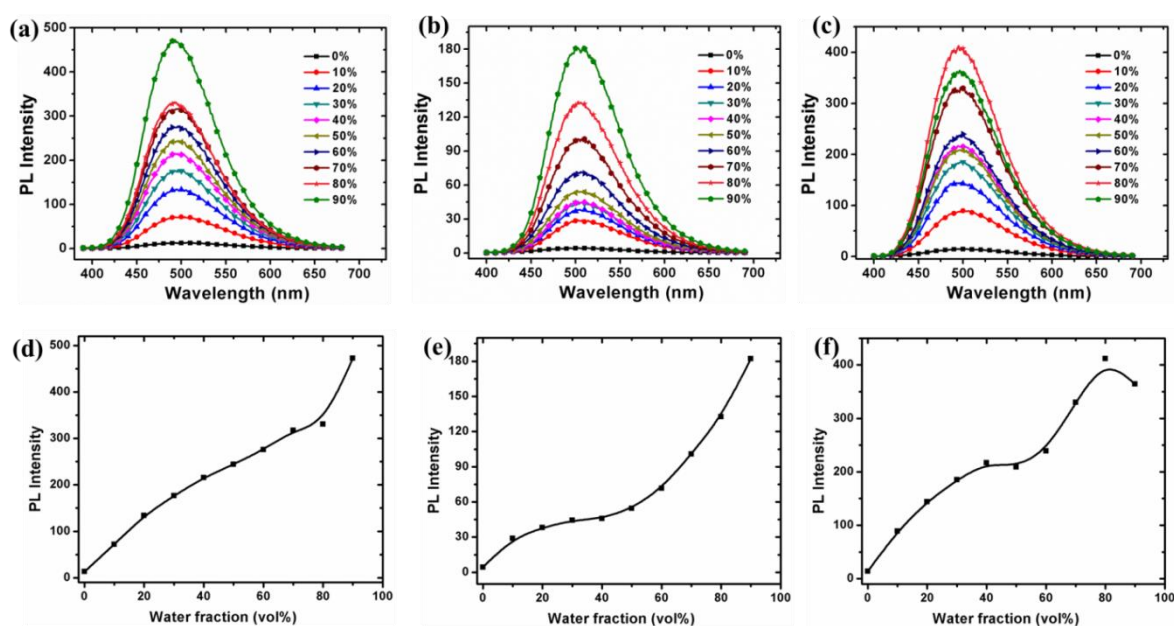 (a)
500
400
300
200
100
0
PL Intensity
0%
10%
20%
30%
40%
50%
60%
70%
80%
90%
400 450 500 550 600 650 700
Wavelength (nm)
(b)
180
150
120
90
60
30
0
PL Intensity
0%
10%
20%
30%
40%
50%
60%
70%
80%
90%
400 450 500 550 600 650 700
Wavelength (nm)
(c)
400
300
200
100
0
PL Intensity
0%
10%
20%
30%
40%
50%
60%
70%
80%
90%
400 450 500 550 600 650 700
Wavelength (nm)
(d)
500
400
300
200
100
0
PL Intensity
0 20 40 60 80 100
Water fraction (vol%)
(e)
180
150
120
90
60
30
0
PL Intensity
0 20 40 60 80 100
Water fraction (vol%)
(f)
400
300
200
100
0
PL Intensity
0 20 40 60 80 100
Water fraction (vol%)